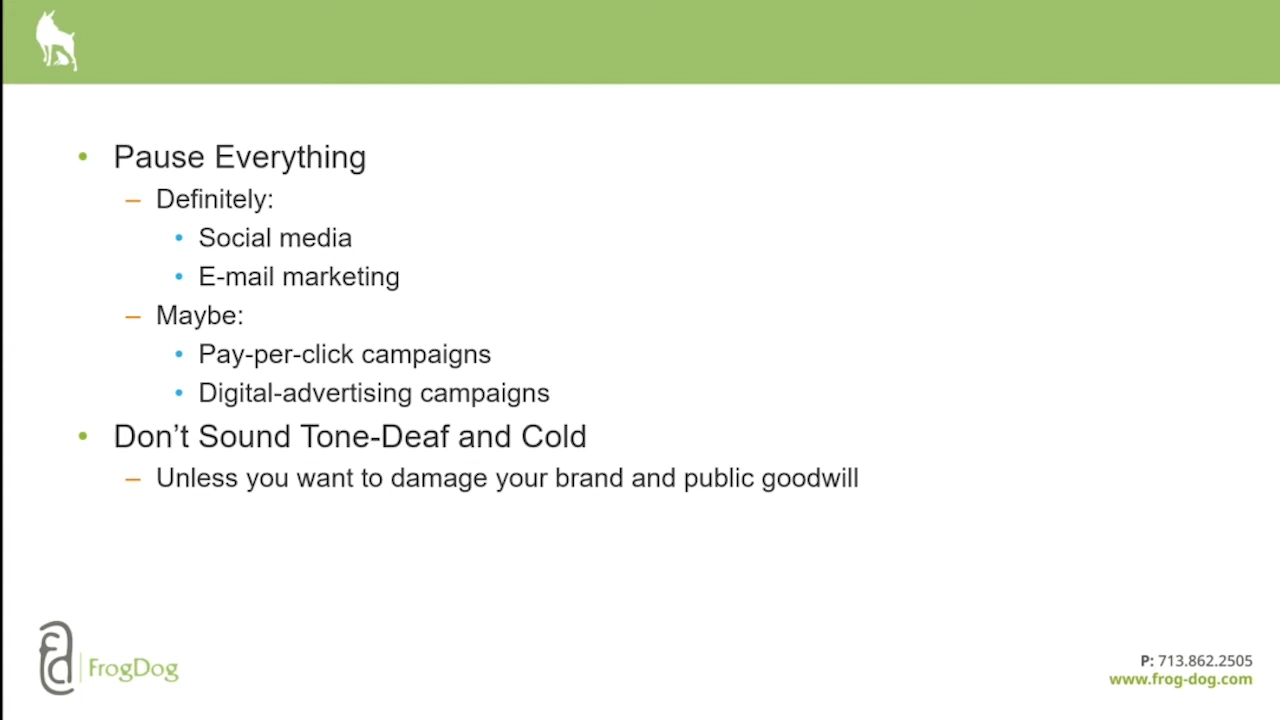 • Pause Everything
– Definitely:
• Social media
• E-mail marketing
– Maybe:
• Pay-per-click campaigns
• Digital-advertising campaigns
• Don’t Sound Tone-Deaf and Cold
– Unless you want to damage your brand and public goodwill
FrogDog
P: 713.862.2505
www.frog-dog.com